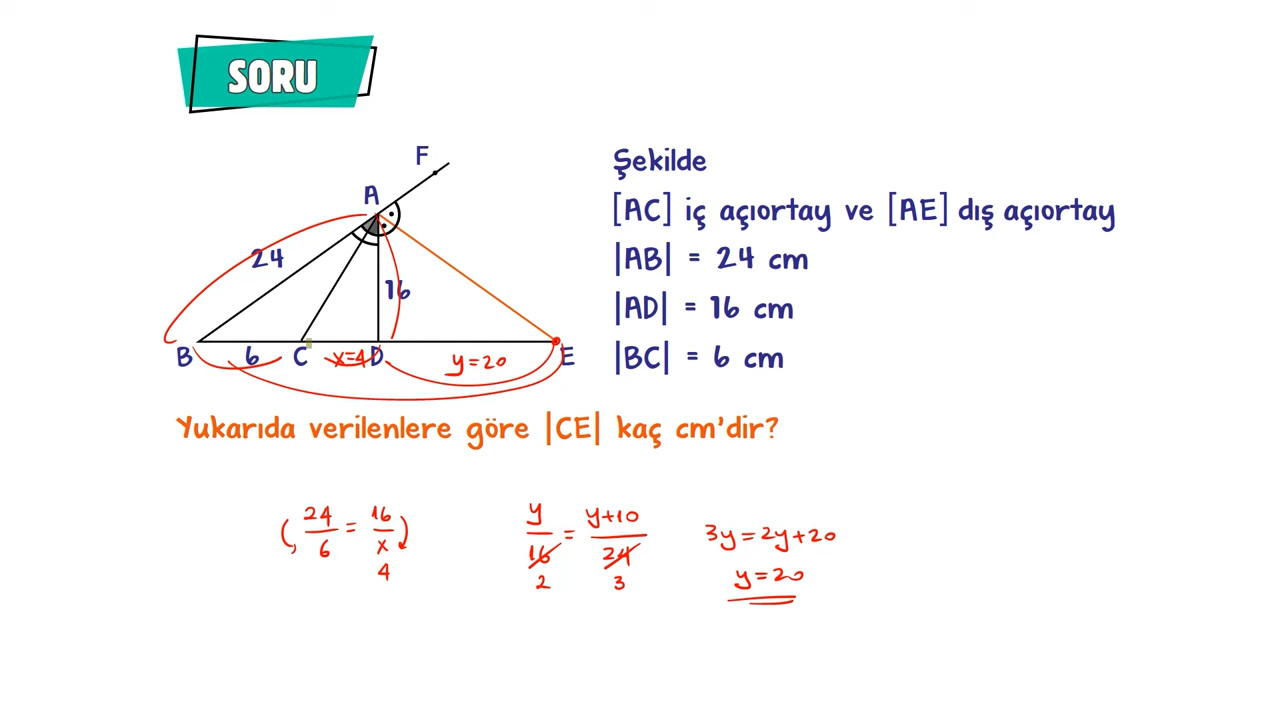 SORU
F
A
24
16
B 6 C x=4 D y=20 E
Şekilde
[AC] iç açıortay ve [AE] dış açıortay
|AB| = 24 cm
|AD| = 16 cm
|BC| = 6 cm
Yukarıda verilenlere göre |CE| kaç cm'dir?
24/6 = 16/x
4
y/16 = y+10/24
2 3
3y=2y+20
y=20